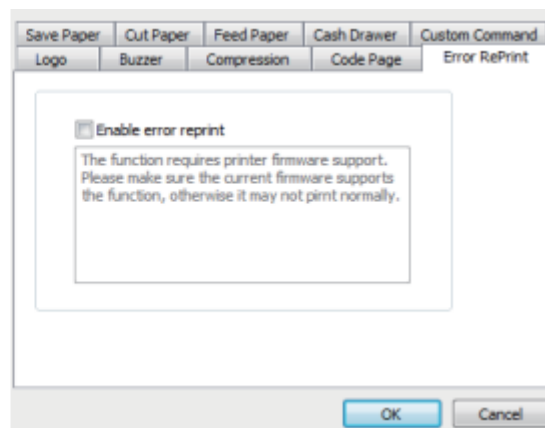 Save Paper Cut Paper Feed Paper Cash Drawer Custom Command
Logo Buzzer Compression Code Page Error RePrint
Enable error reprint
The function requires printer firmware support.
Please make sure the current firmware supports
the function, otherwise it may not pirnt normally.
OK Cancel